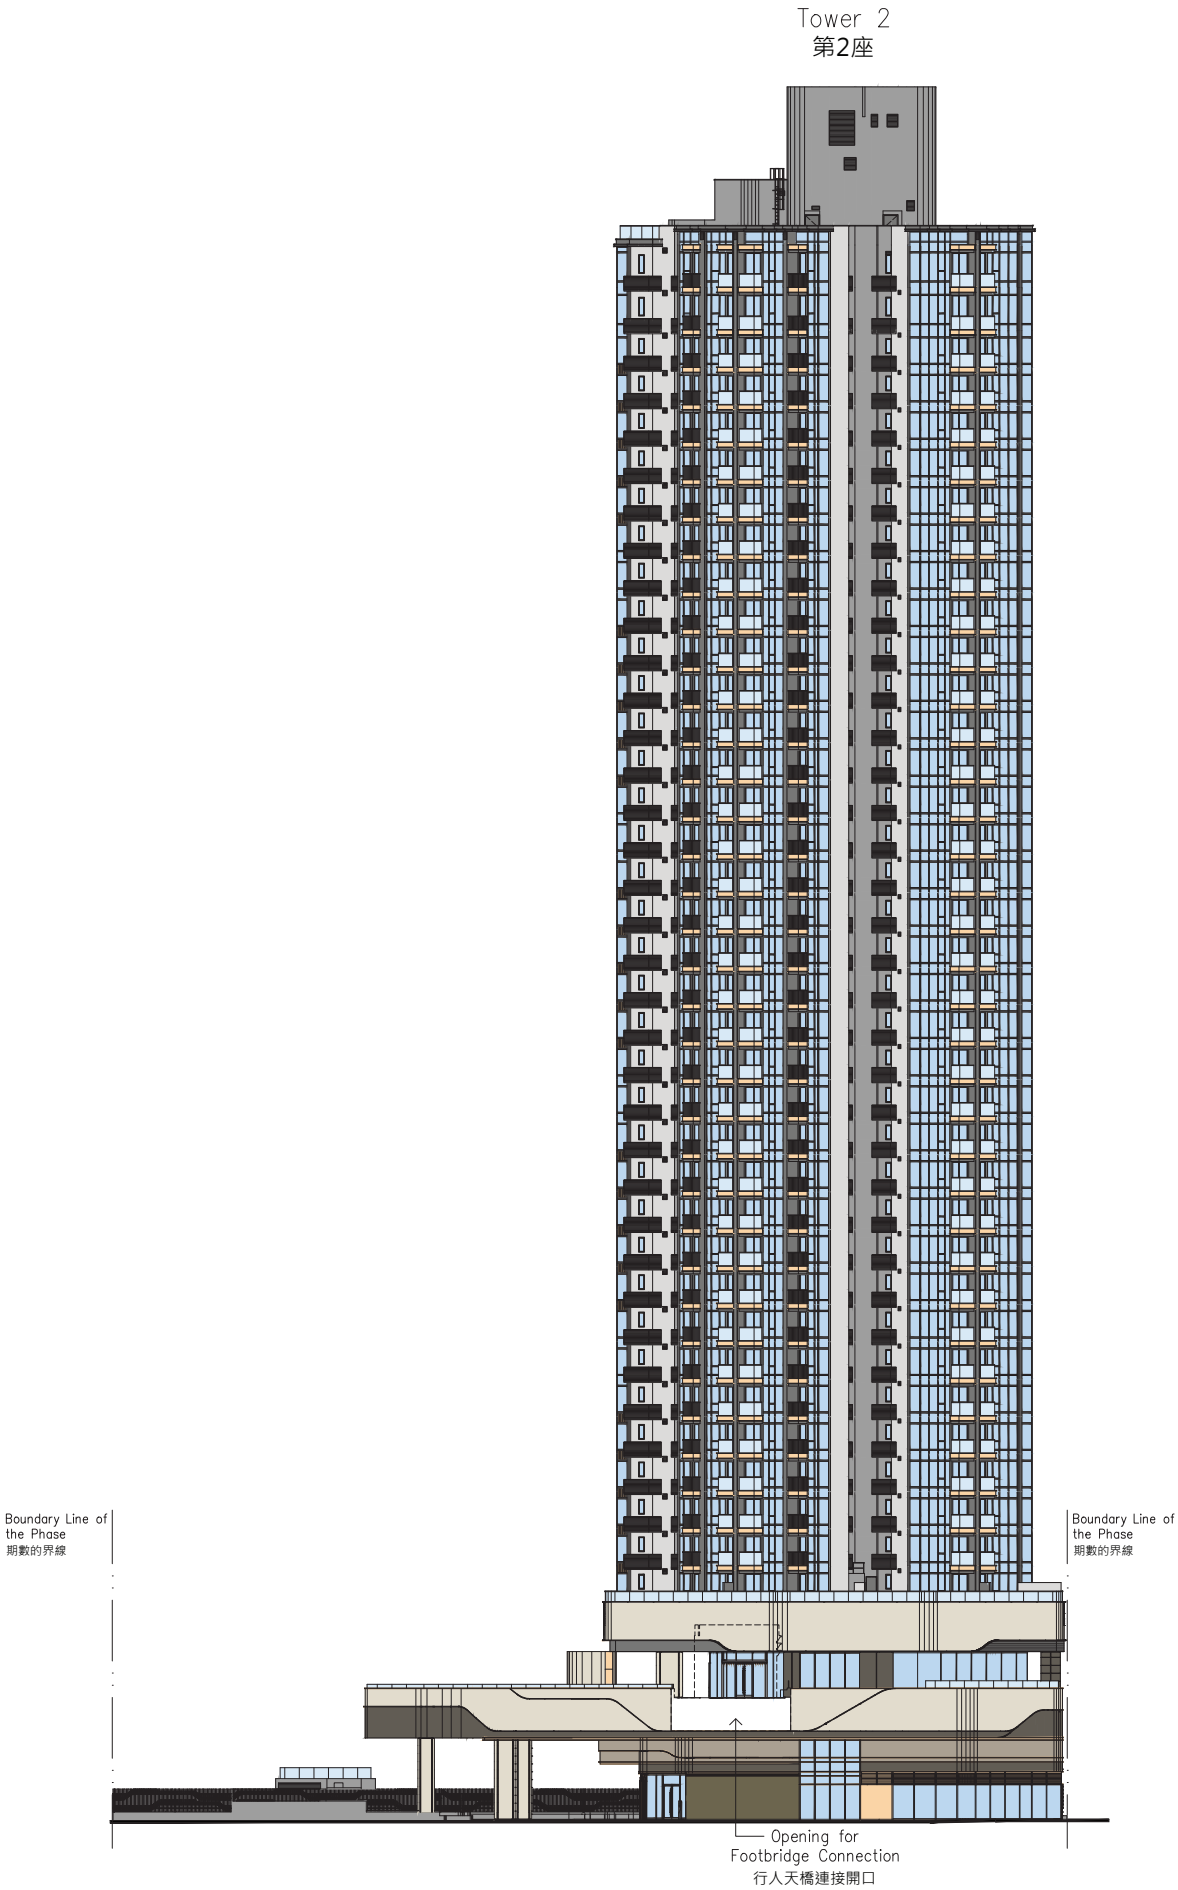 Tower 2
第2座
Boundary Line of
the Phase
期數的界線
Boundary Line of
the Phase
期數的界線
Opening for
Footbridge Connection
行人天橋連接開口